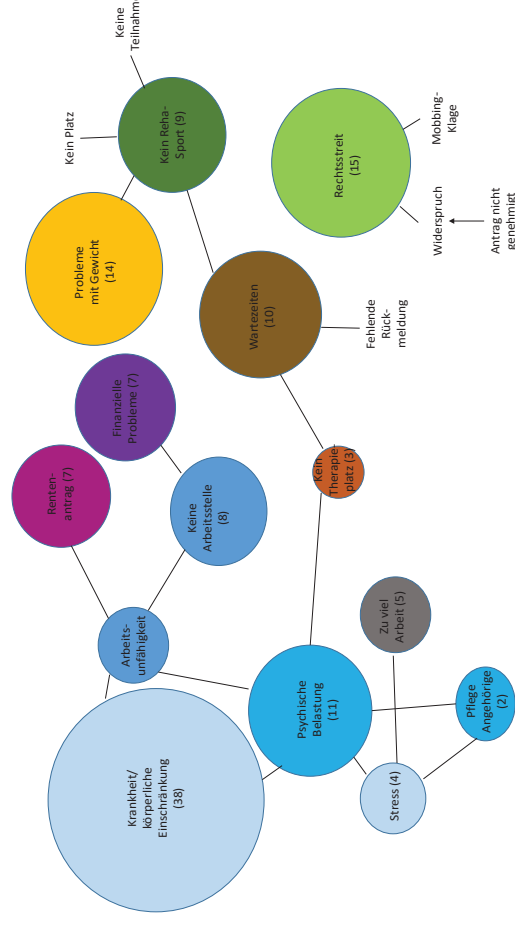 Krankheit/
körperliche
Einschränkung
(38)
Arbeits-
unfähigkeit
Renten-
antrag (7)
Finanzielle
Probleme (7)
Keine
Arbeitsstelle
(8)
Psychische
Belastung
(11)
Stress (4)
Zu viel
Arbeit (5)
Pflege
Angehörige
(2)
Kein
Therapie
platz (3)
Wartezeiten
(10)
Fehlende
Rück-
meldung
Probleme
mit Gewicht
(14)
Kein Reha-
Sport (9)
Kein Platz
Keine
Teilnahme
Rechtsstreit
(15)
Widerspruch
Antrag nicht
genehmigt
Mobbing-
Klage